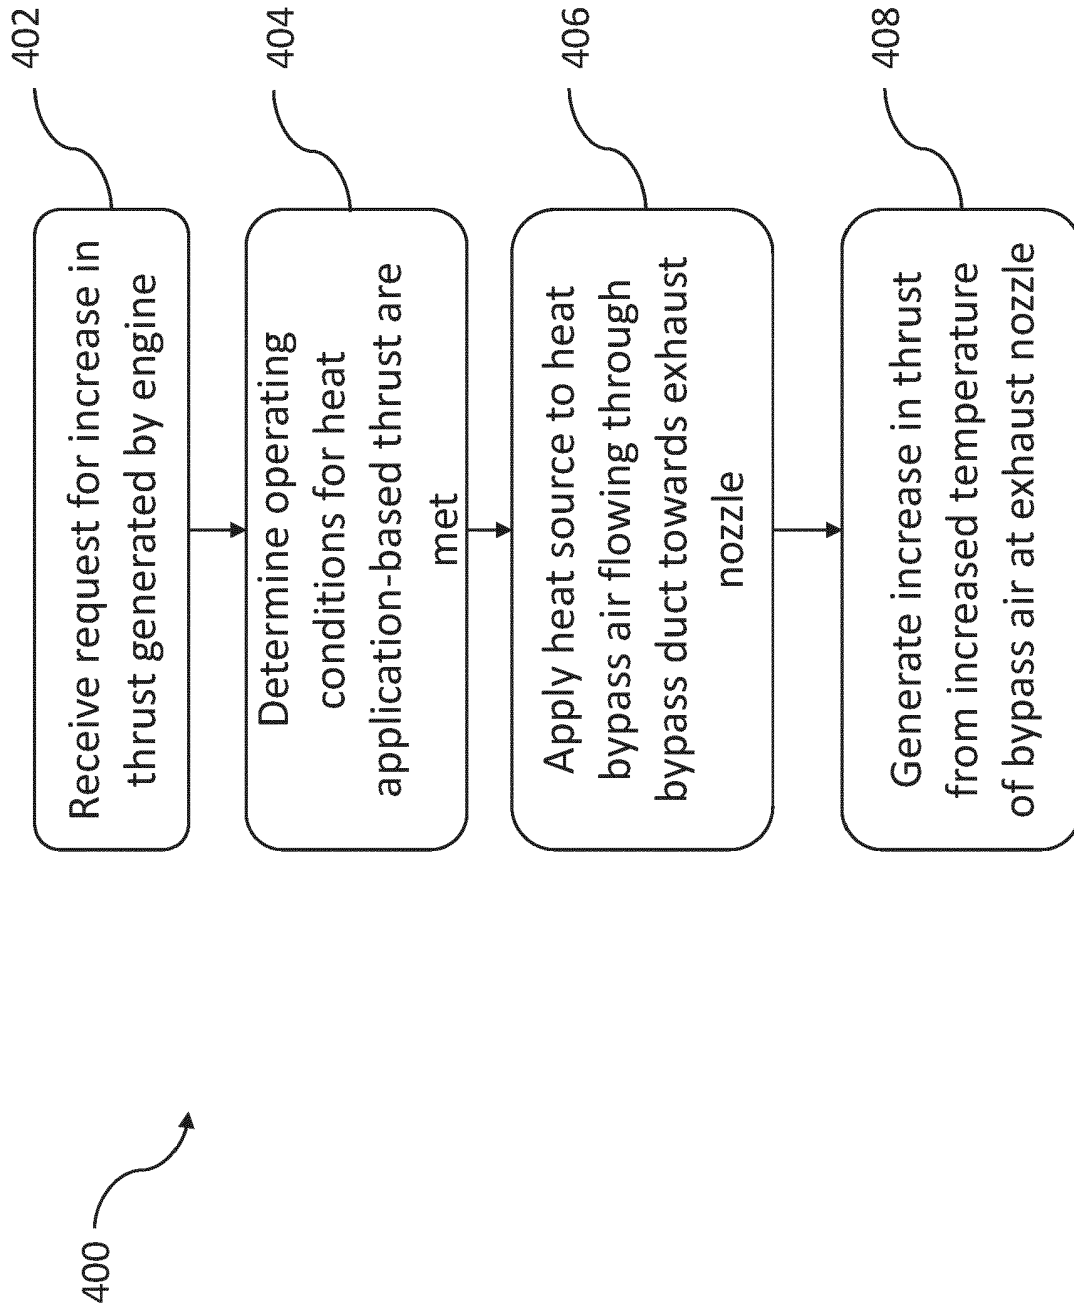 400
402
Receive request for increase in
thrust generated by engine
404
Determine operating
conditions for heat
application-based thrust are
met
406
Apply heat source to heat
bypass air flowing through
bypass duct towards exhaust
nozzle
408
Generate increase in thrust
from increased temperature
of bypass air at exhaust nozzle